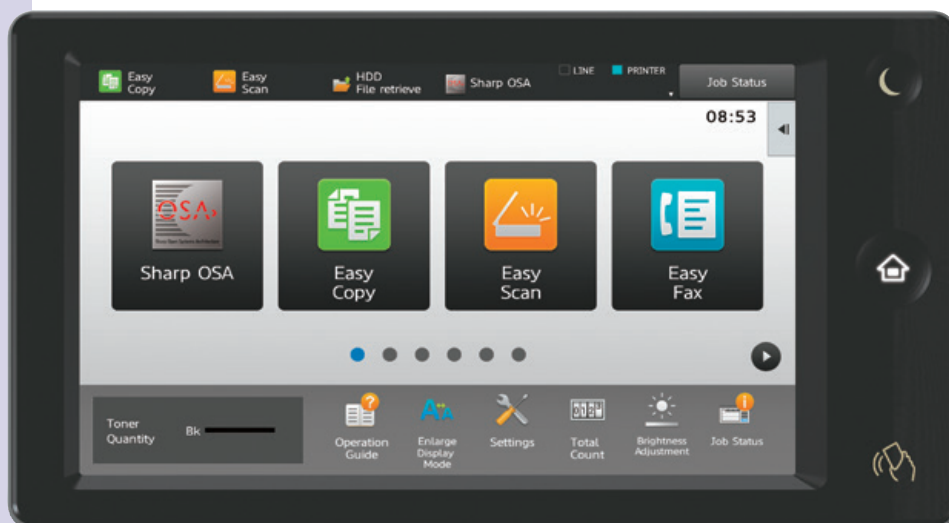 Easy
Copy
Easy
Scan
HDD
File retrieve
Sharp OSA
LINE
PRINTER
Job Status
08:53
OSA
Sharp OSA
Easy
Copy
Easy
Scan
Easy
Fax
Toner
Quantity
Bk
Operation
Guide
Enlarge
Display
Mode
Settings
Total
Count
Brightness
Adjustment
Job Status